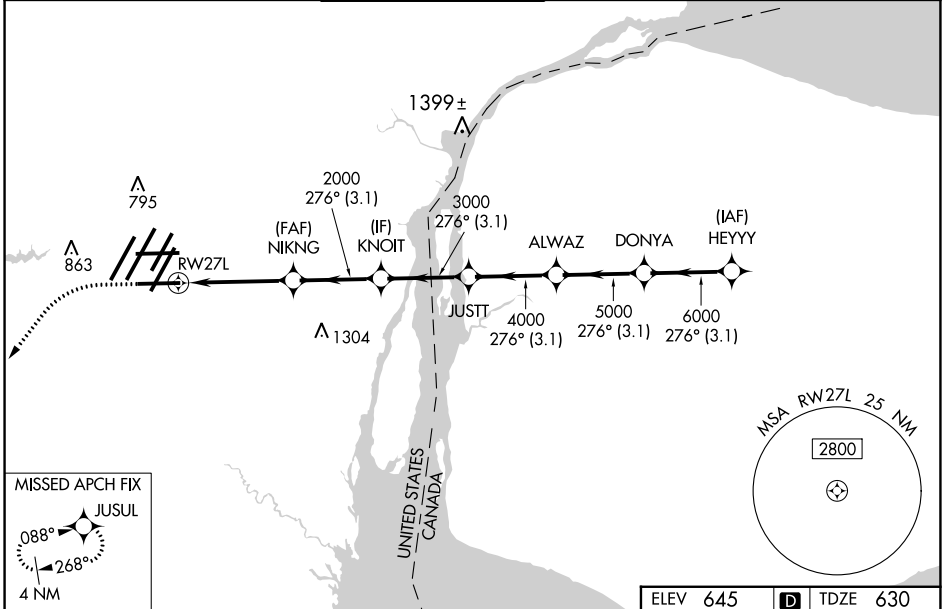 1399 ±
795
863
RW27L
(FAF)
NIKNG
2000
276° (3.1)
(IF)
KNOIT
3000
276° (3.1)
JUSTT
ALWAZ
DONYA
(IAF)
HEYYY
4000
276° (3.1)
5000
276° (3.1)
6000
276° (3.1)
1304
UNITED STATES
CANADA
MSA RW27L 25 NM
2800
MISSED APCH FIX
JUSUL
088°
268°
4 NM
ELEV 645 D TDZE 630